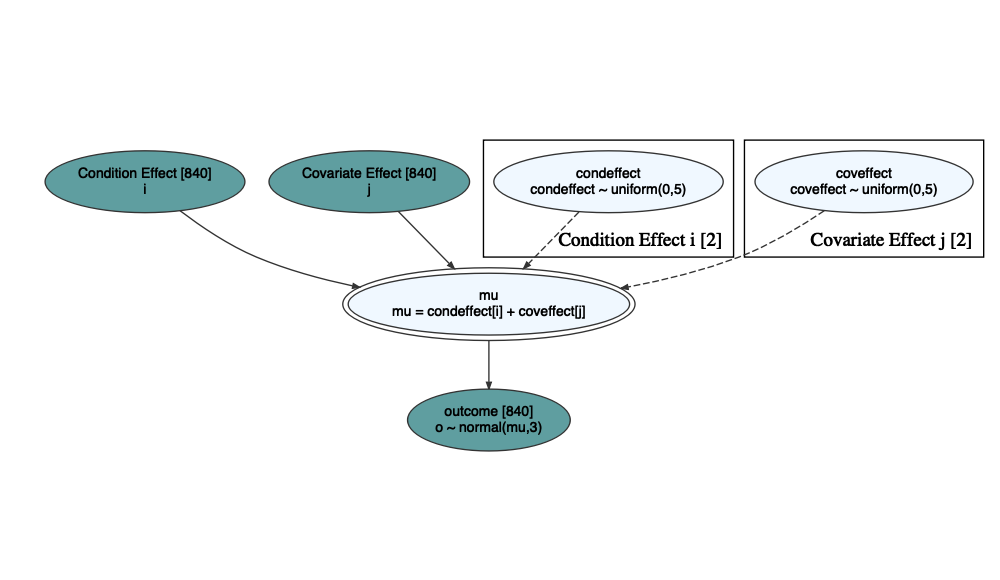 Condition Effect [840]
i
Covariate Effect [840]
j
condeffect
condeffect ~ uniform(0,5)
Condition Effect i [2]
coveffect
coveffect ~ uniform(0,5)
Covariate Effect j [2]
mu
mu = condeffect[i] + coveffect[j]
outcome [840]
o ~ normal(mu,3)